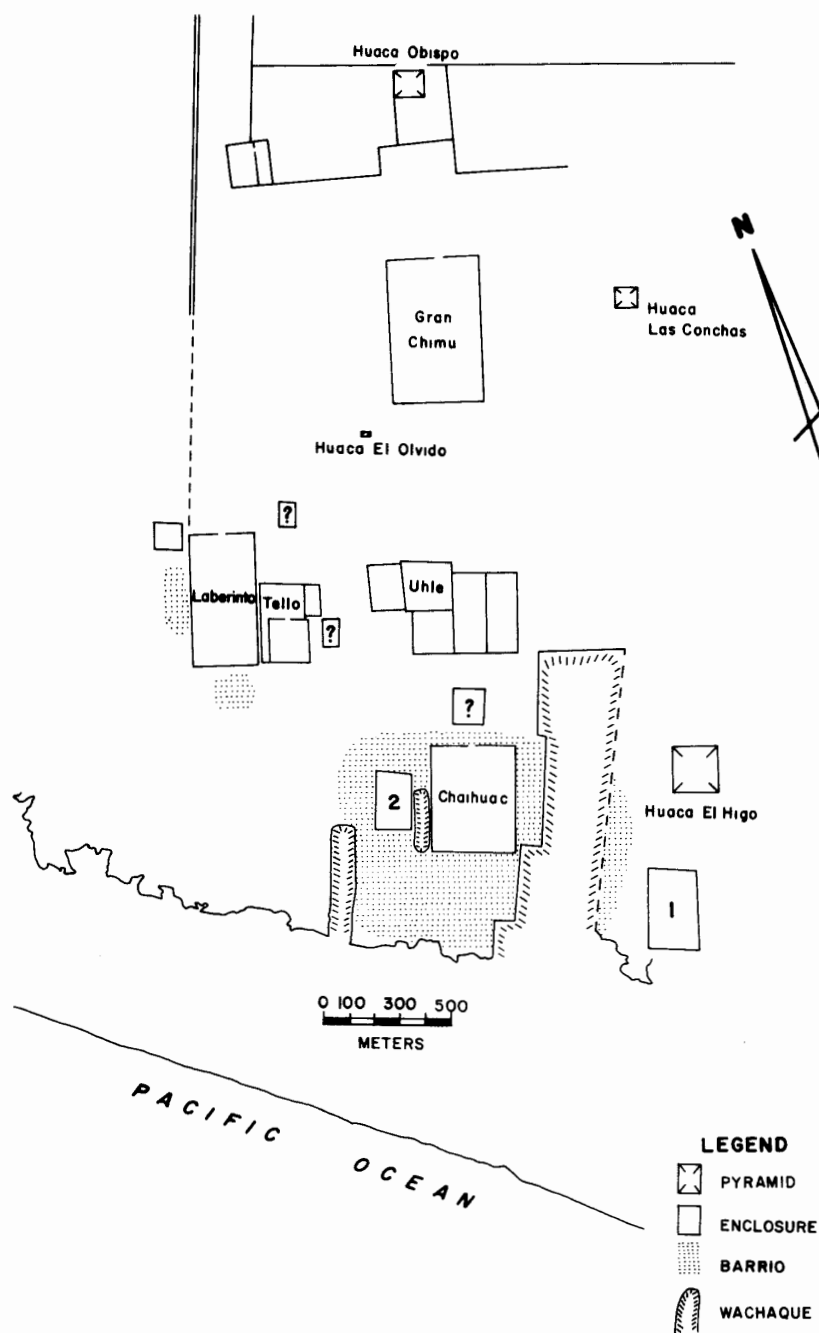 Huaca Obispo
N
Gran
Chimu
Huaca
Las Conchas
Huaca El Olvido
?
Laberinto
Tello
?
Uhle
?
2
Chaihuac
Huaca El Higo
1
0 100 300 500
METERS
PACIFIC
OCEAN
LEGEND
PYRAMID
ENCLOSURE
BARRIO
WACHAQUE